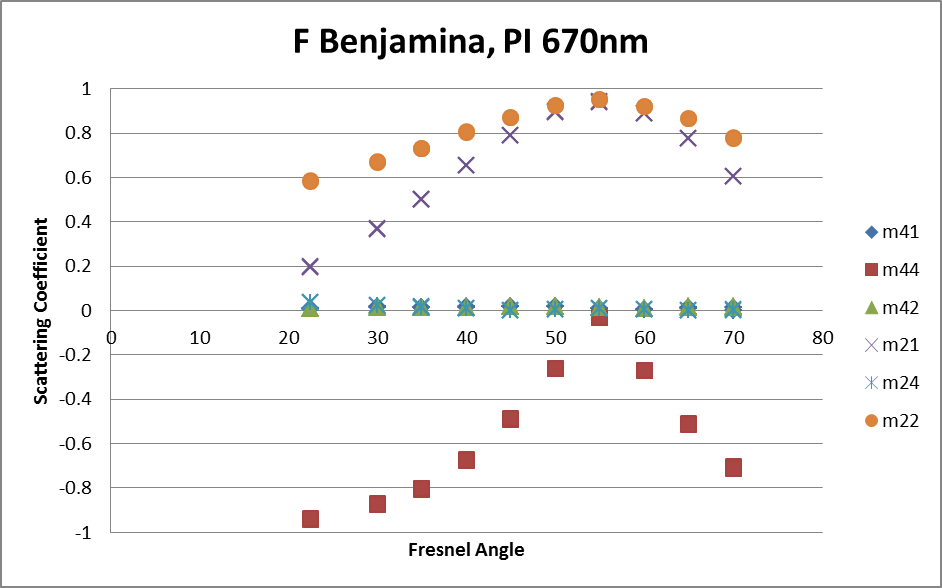 F Benjamina, PI 670nm
1
0.8
0.6
0.4
0.2
0
-0.2
-0.4
-0.6
-0.8
-1
0 10 20 30 40 50 60 70 80
Scattering Coefficient
Fresnel Angle
m41
m44
m42
m21
m24
m22